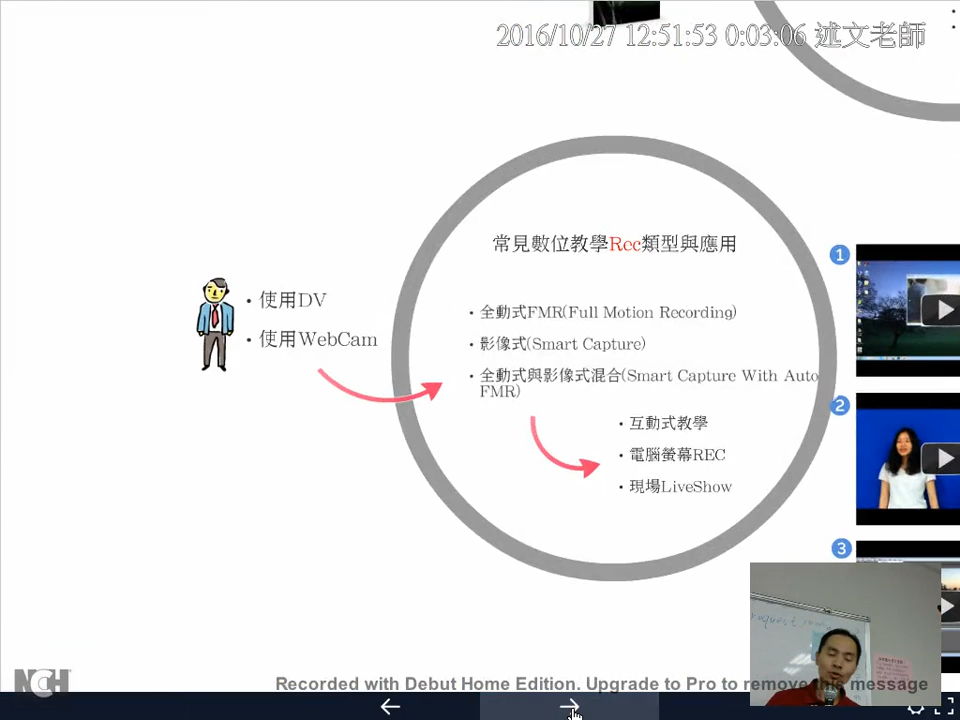 2016/10/27 12:51:53 0:03:06 述文老師
常見數位教學Rec類型與應用
• 使用DV
• 使用WebCam
• 全動式FMR(Full Motion Recording)
• 影像式(Smart Capture)
• 全動式與影像式混合(Smart Capture With Auto
FMR)
• 互動式教學
• 電腦螢幕REC
• 現場LiveShow
1
2
3
NCH
Recorded with Debut Home Edition. Upgrade to Pro to remove this message